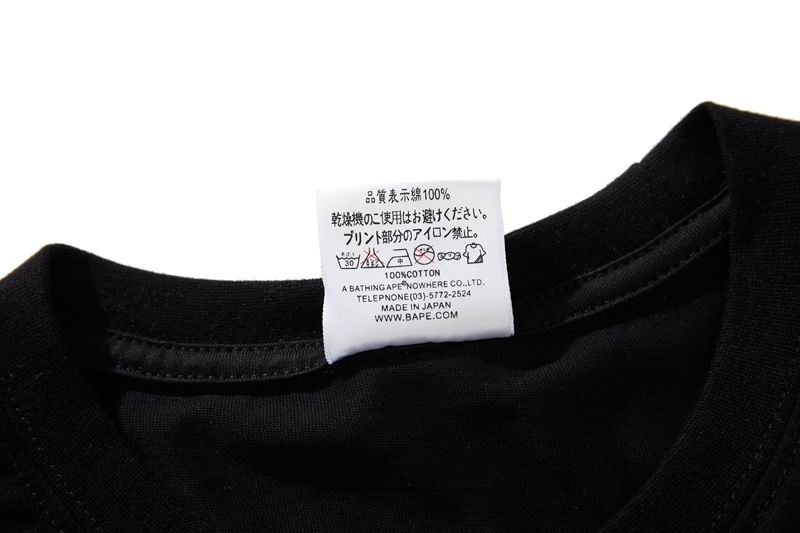 品質表示綿100%
乾燥機のご使用はお避けください。
プリント部分のアイロン禁止。
30 中
100%COTTON
A BATHING APE®NOWHERE CO.,LTD.
TELEPNONE(03)-5772-2524
MADE IN JAPAN
WWW.BAPE.COM